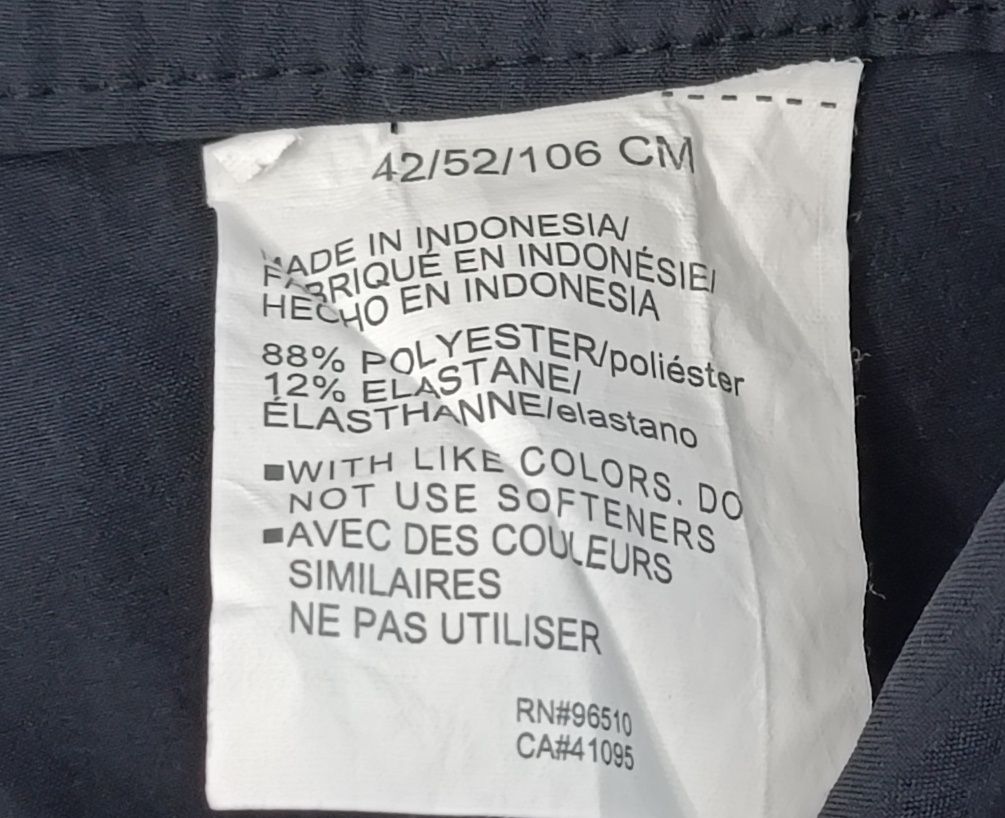 42/52/106 CM
MADE IN INDONESIA/
FABRIQUÉ EN INDONÉSIE/
HECHO EN INDONESIA
88% POLYESTER/poliéster
12% ELASTANE/
ÉLASTHANNE/elastano
■WITH LIKE COLORS. DO
NOT USE SOFTENERS
■AVEC DES COULEURS
SIMILAIRES
NE PAS UTILISER
RN#96510
CA#41095